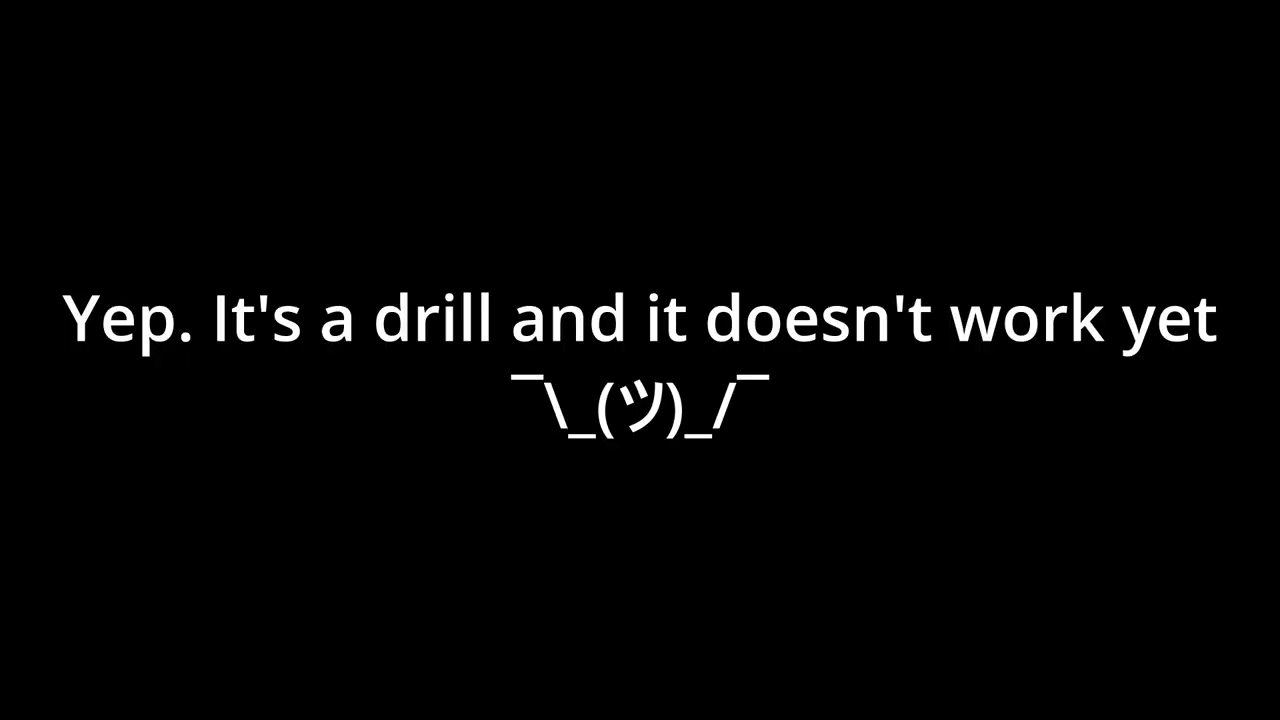 Yep. It's a drill and it doesn't work yet
¯\_(ツ)_/¯